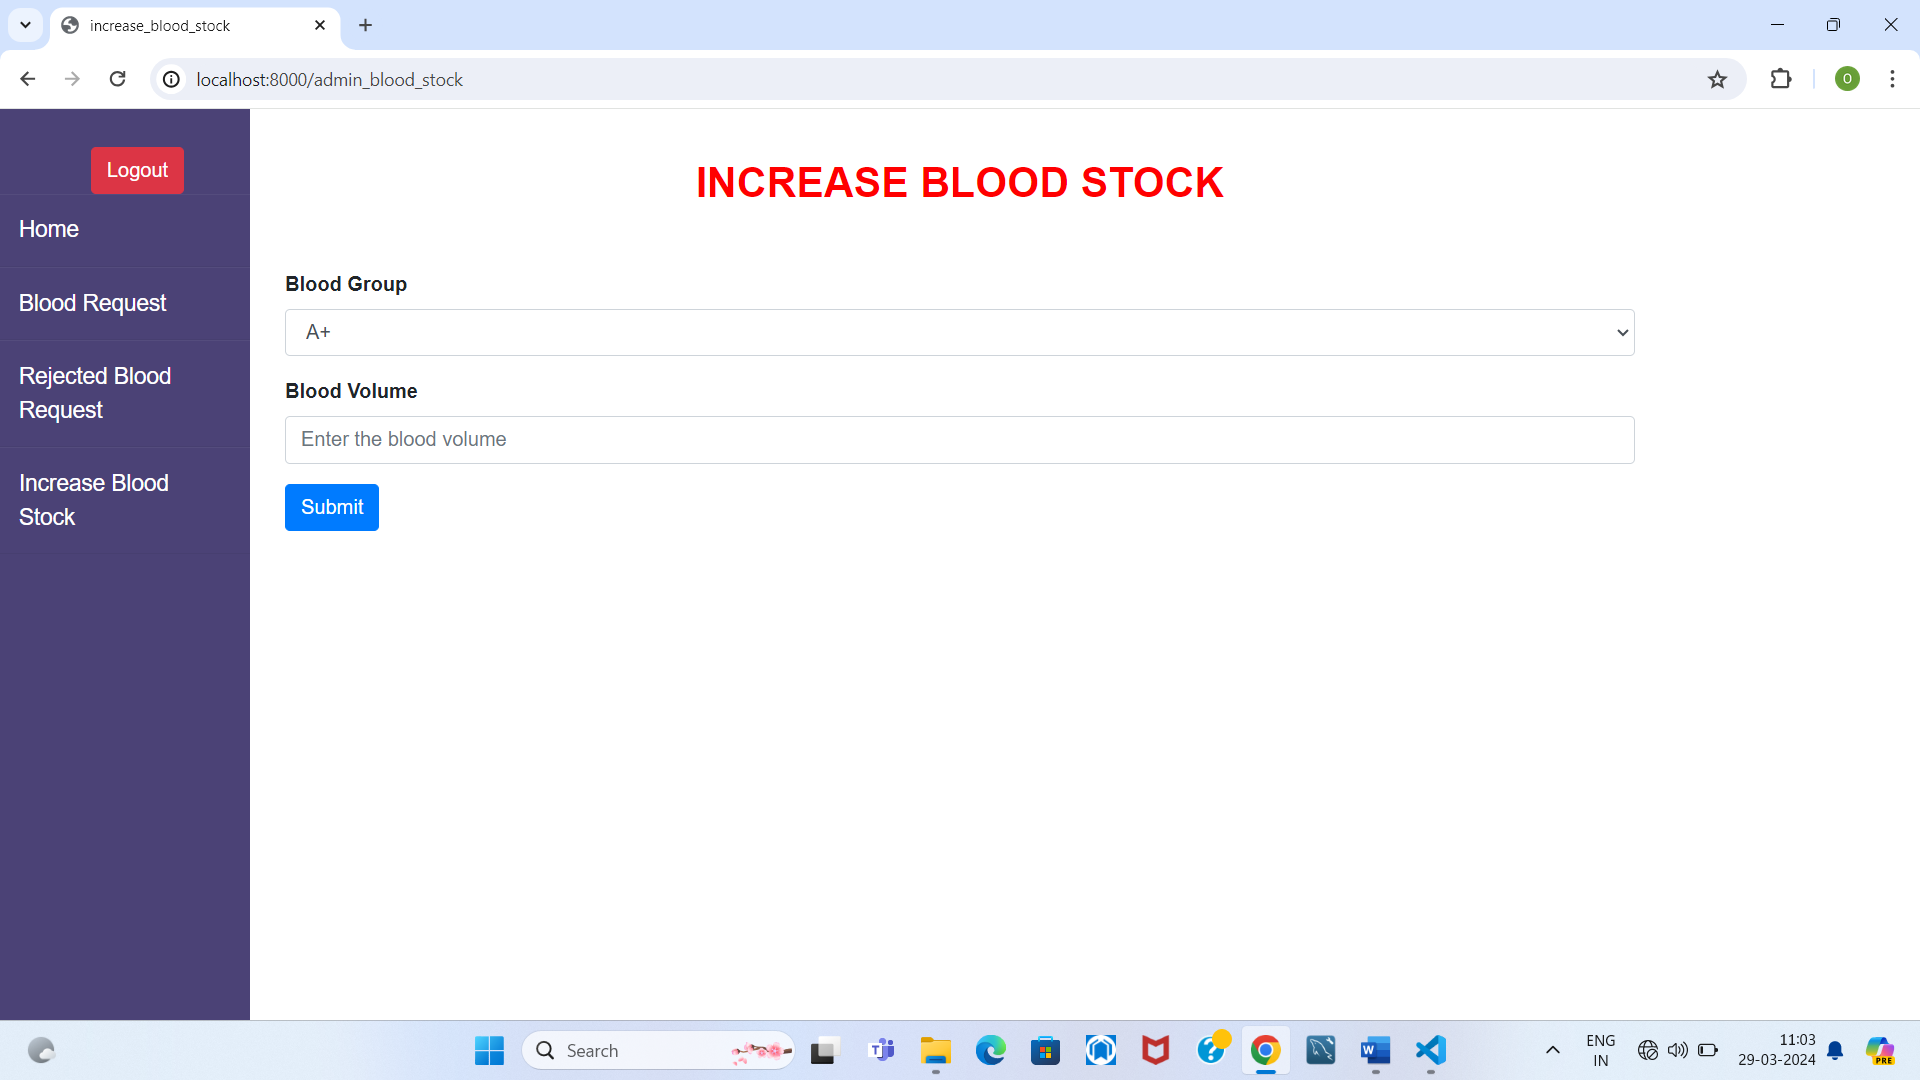 increase_blood_stock
localhost:8000/admin_blood_stock
O
Logout
Home
Blood Request
Rejected Blood
Request
Increase Blood
Stock
INCREASE BLOOD STOCK
Blood Group
A+
Blood Volume
Enter the blood volume
Submit
Search
ENG
IN
11:03
29-03-2024
PRE